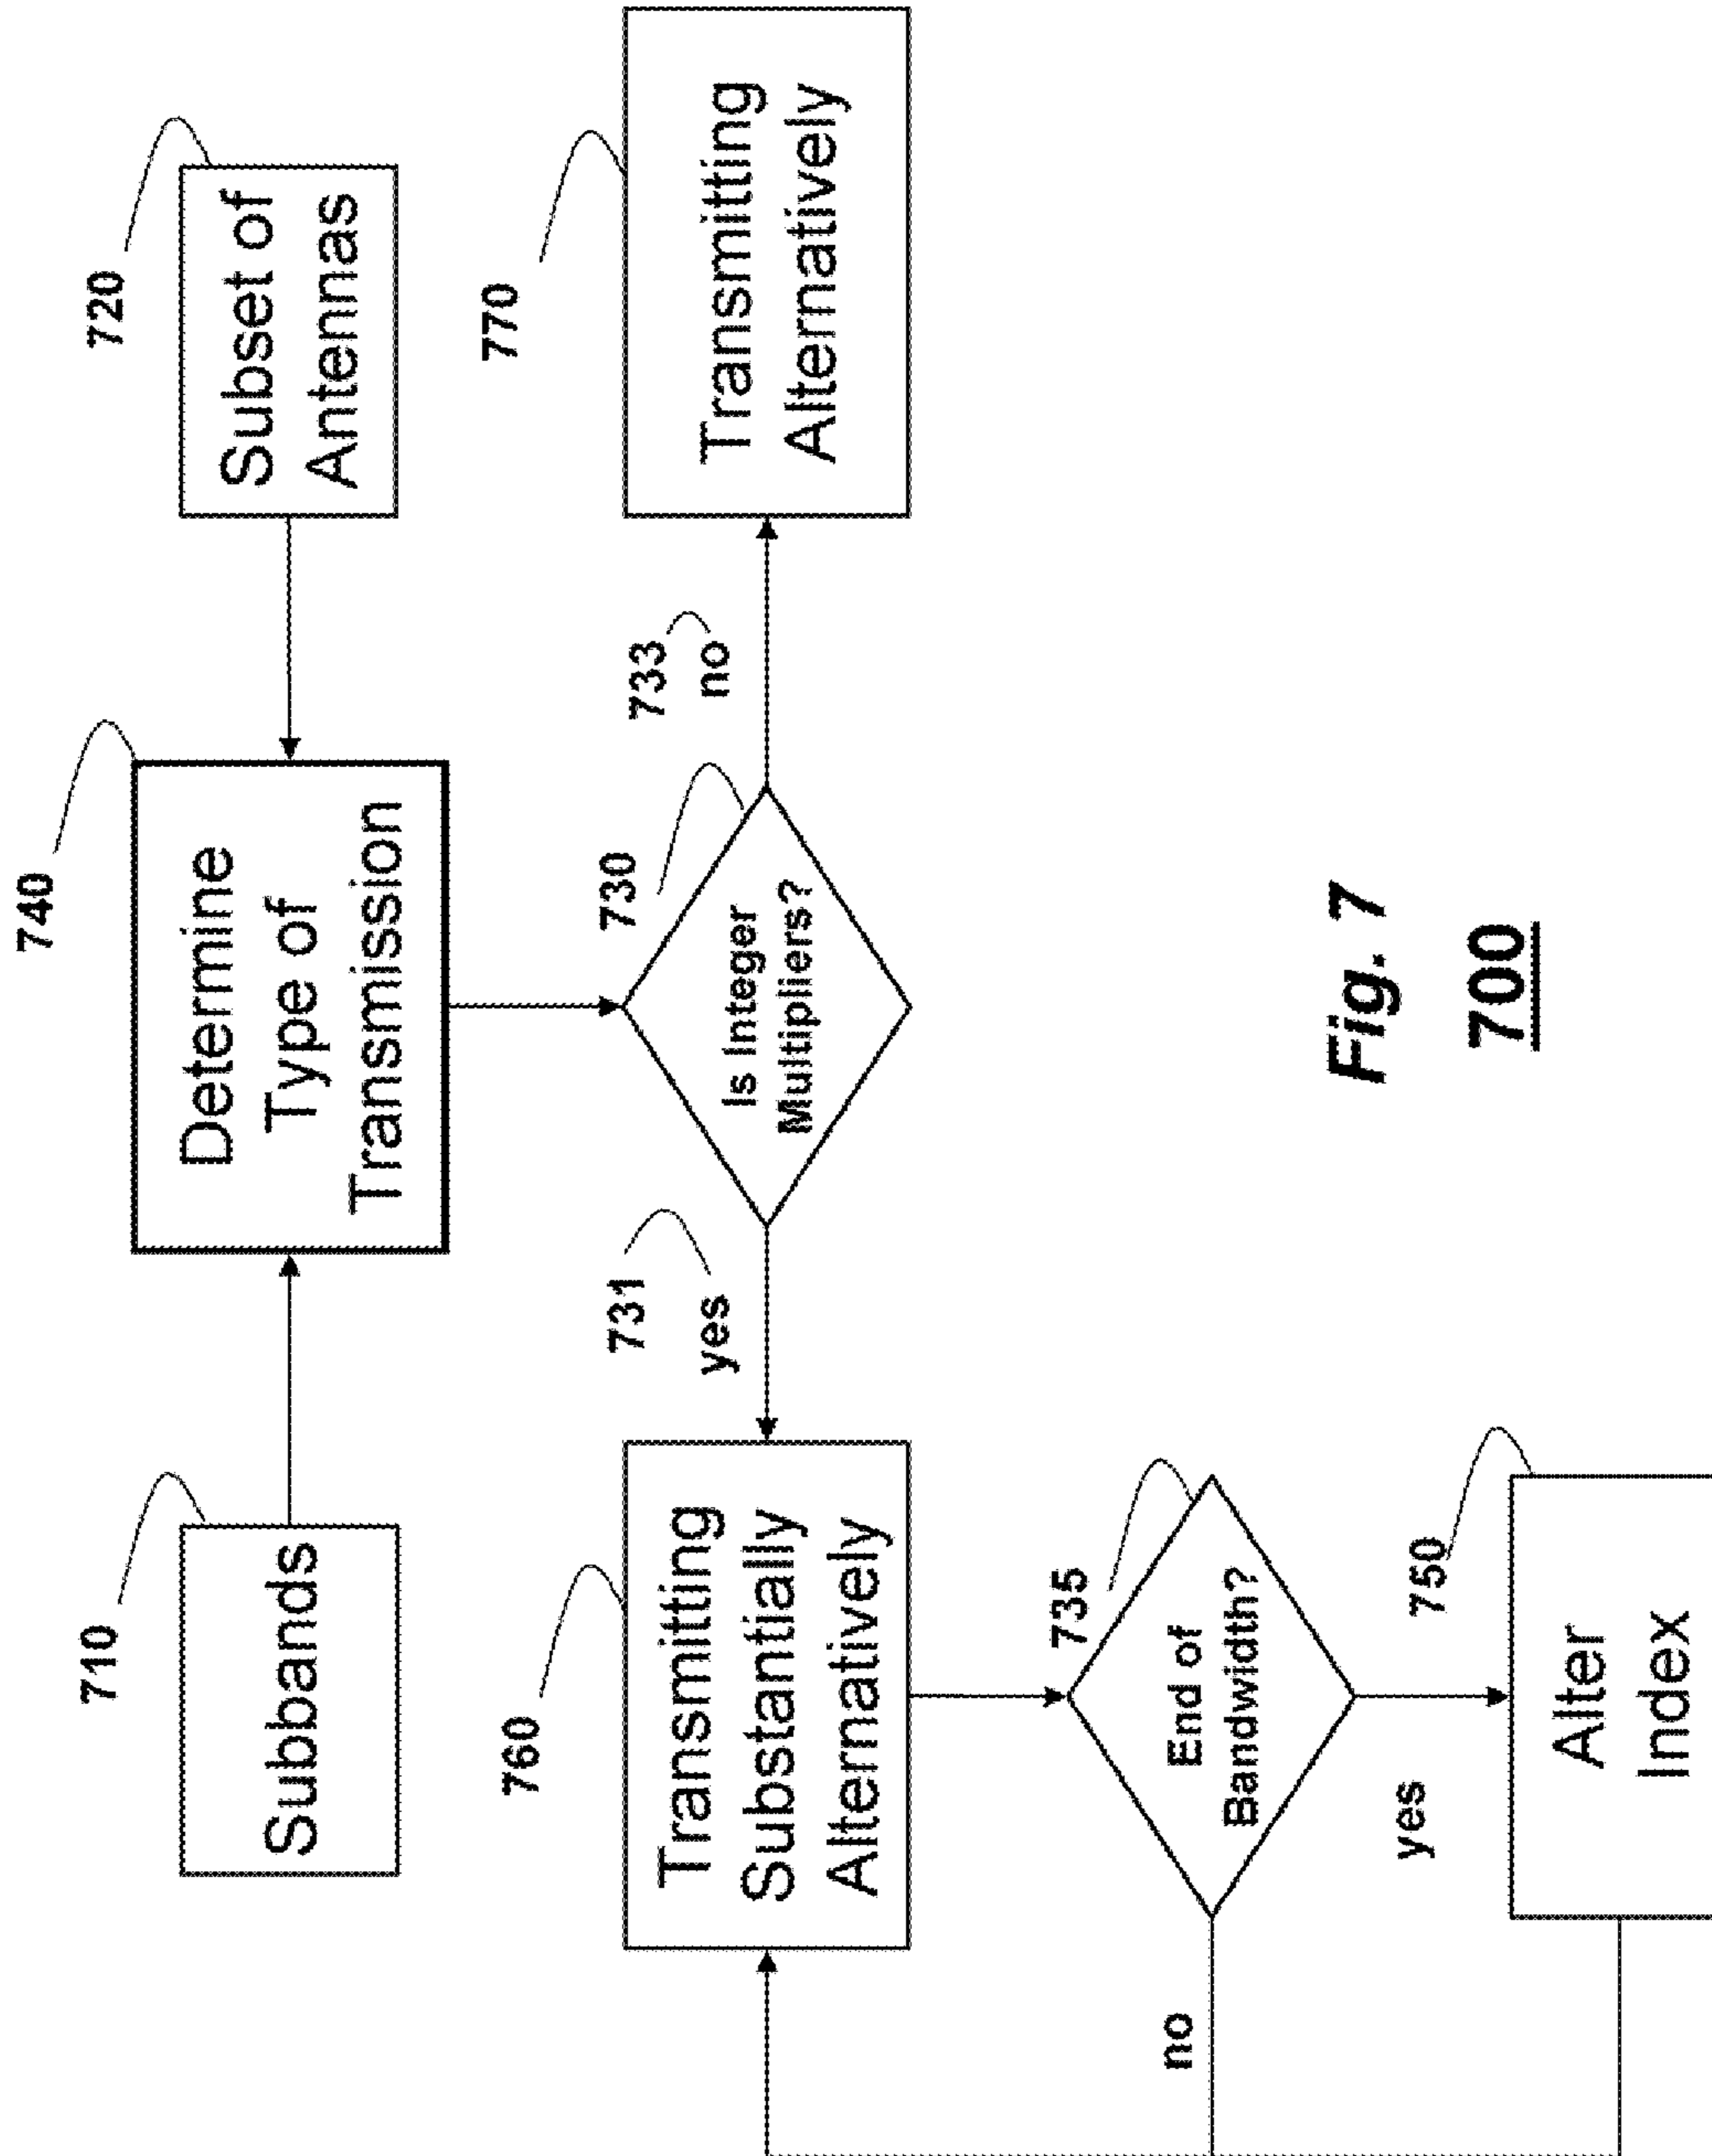 740
710
720
Subbands
Determine
Type of
Transmission
Subset of
Antennas
760
731
yes
730
733
no
770
Transmitting
Substantially
Alternatively
Is Integer
Multipliers?
Transmitting
Alternatively
735
no
End of
Bandwidth?
yes
750
Alter
Index
Fig. 7
700